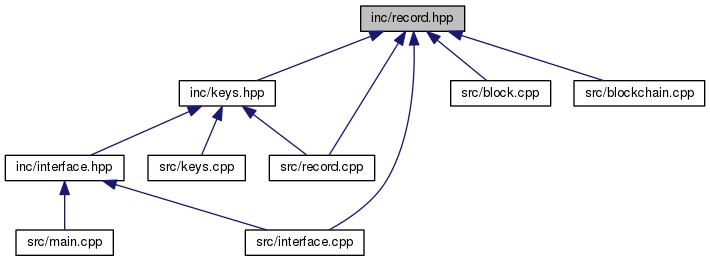 inc/record.hpp
inc/keys.hpp
src/block.cpp
src/blockchain.cpp
inc/interface.hpp
src/keys.cpp
src/record.cpp
src/main.cpp
src/interface.cpp